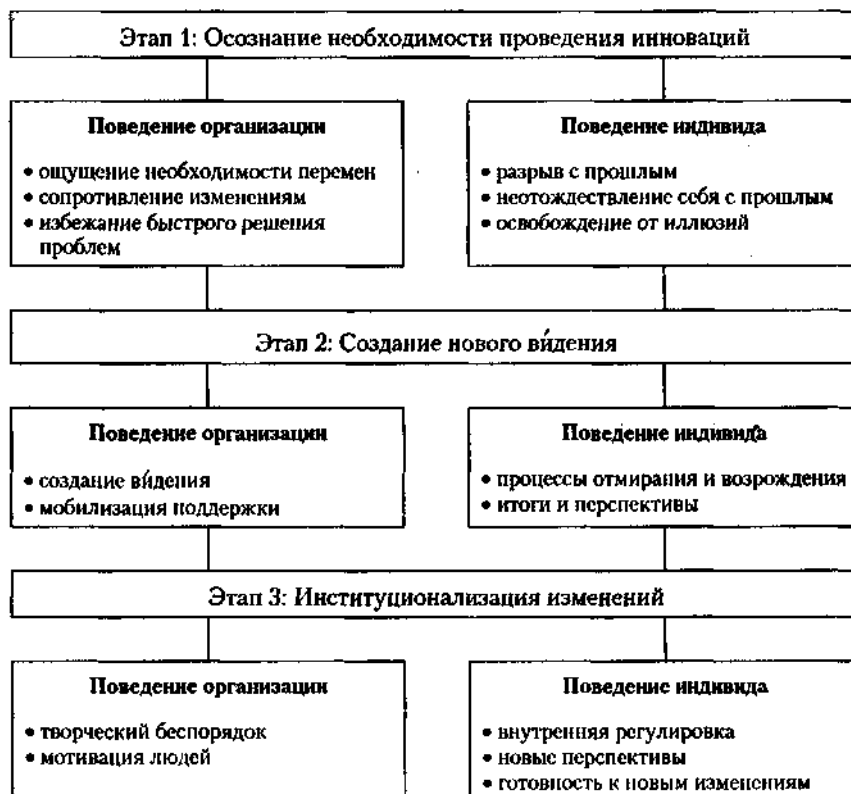 Этап 1: Осознание необходимости проведения инноваций
Поведение организации
• ощущение необходимости перемен
• сопротивление изменениям
• избежание быстрого решения
проблем
Поведение индивида
• разрыв с прошлым
• неотождествление себя с прошлым
• освобождение от иллюзий
Этап 2: Создание нового ви́дения
Поведение организации
• создание ви́дения
• мобилизация поддержки
Поведение индивида
• процессы отмирания и возрождения
• итоги и перспективы
Этап 3: Институционализация изменений
Поведение организации
• творческий беспорядок
• мотивация людей
Поведение индивида
• внутренняя регулировка
• новые перспективы
• готовность к новым изменениям